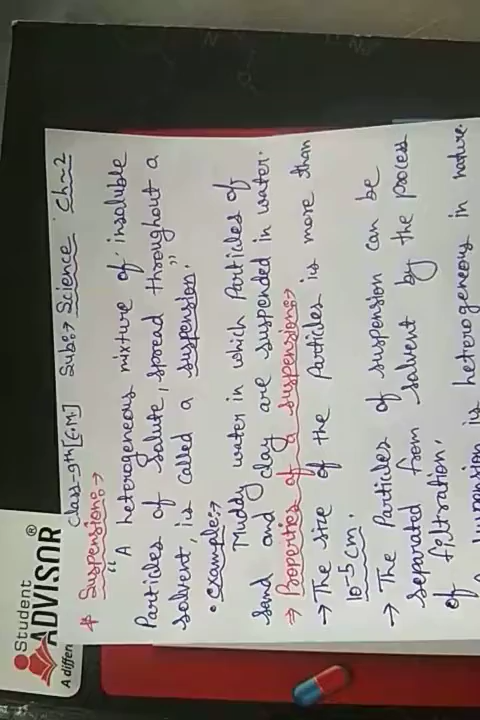 Student
ADVISOR®
A differen
Class-9th[E.M.] Sub:→ Science Ch-2
* Suspension:→
"A heterogeneous mixture of insoluble
Particles of solute, spread throughout a
solvent, is called a suspension."
• example:→
Muddy water in which Particles of
sand and clay are suspended in water.
→ Properties of a suspension:→
→ The size of the Particles is more than
10⁻⁵ cm.
→ The Particles of suspension can be
separated from solvent by the process
of filtration.
suspension is heterogeneous in nature.